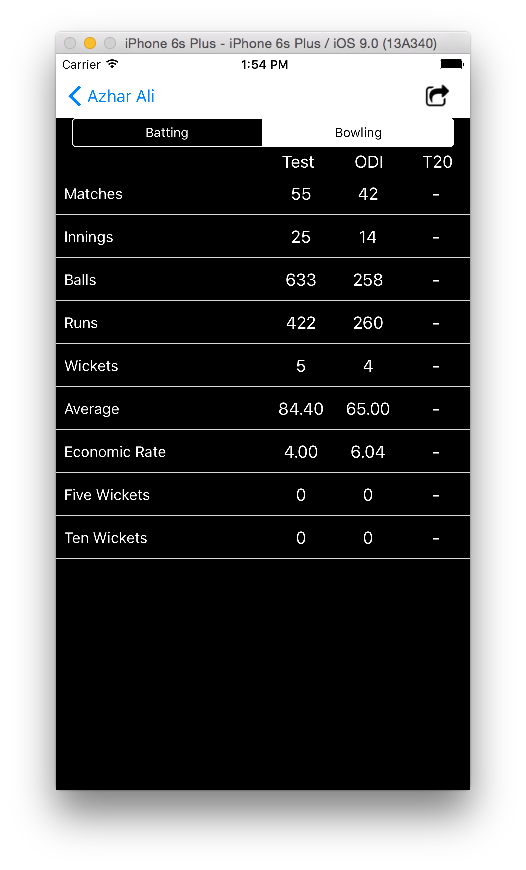 iPhone 6s Plus - iPhone 6s Plus / iOS 9.0 (13A340)
Carrier 1:54 PM
Azhar Ali
Batting Bowling
Test ODI T20
Matches 55 42 -
Innings 25 14 -
Balls 633 258 -
Runs 422 260 -
Wickets 5 4 -
Average 84.40 65.00 -
Economic Rate 4.00 6.04 -
Five Wickets 0 0 -
Ten Wickets 0 0 -